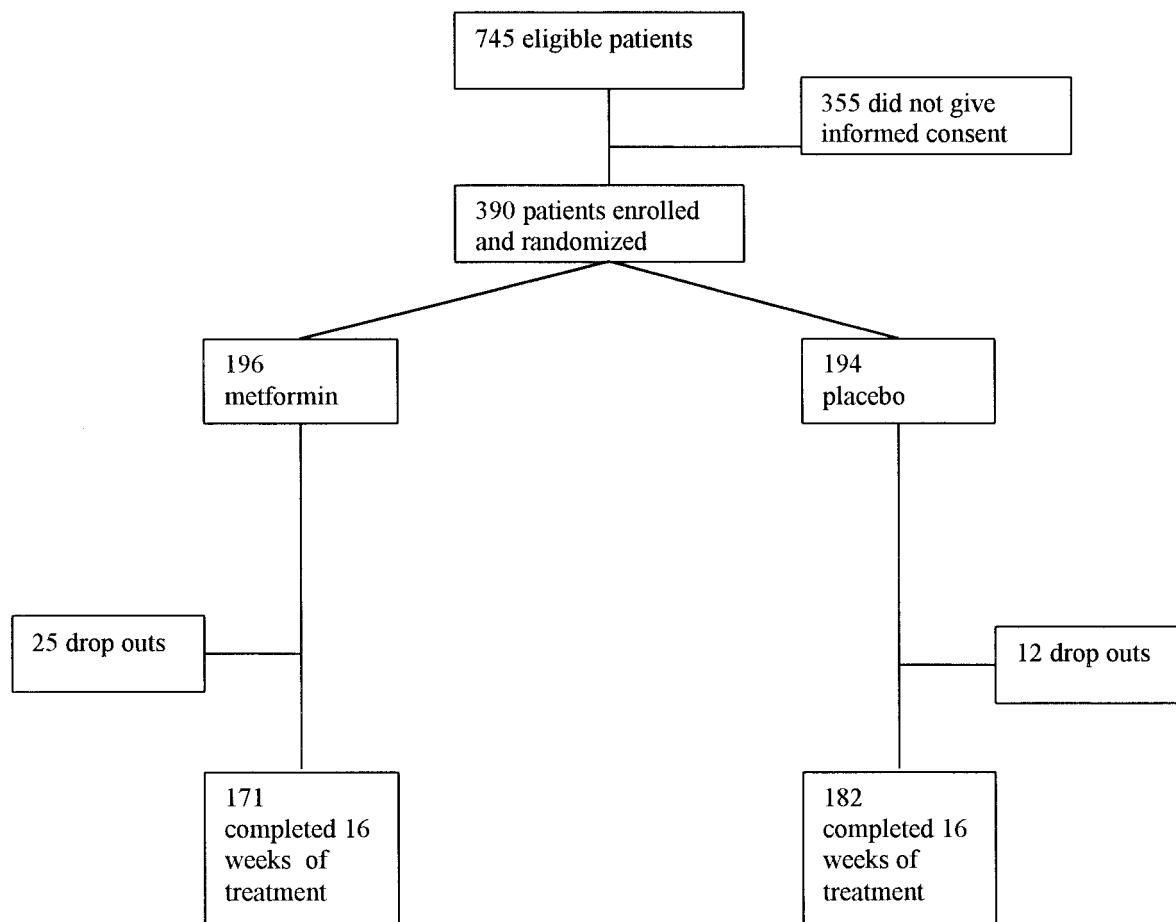 745 eligible patients
355 did not give
informed consent
390 patients enrolled
and randomized
196
metformin
194
placebo
25 drop outs
12 drop outs
171
completed 16
weeks of
treatment
182
completed 16
weeks of
treatment